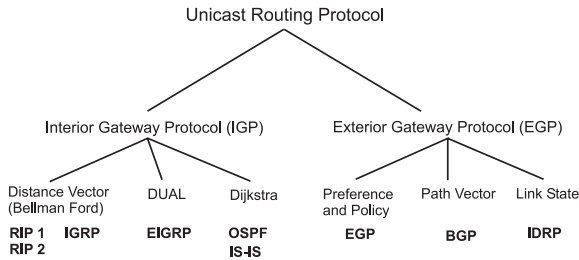 Unicast Routing Protocol
Interior Gateway Protocol (IGP)
Exterior Gateway Protocol (EGP)
Distance Vector
(Bellman Ford)
DUAL
Dijkstra
Preference
and Policy
Path Vector
Link State
RIP 1
RIP 2
IGRP
EIGRP
OSPF
IS-IS
EGP
BGP
IDRP